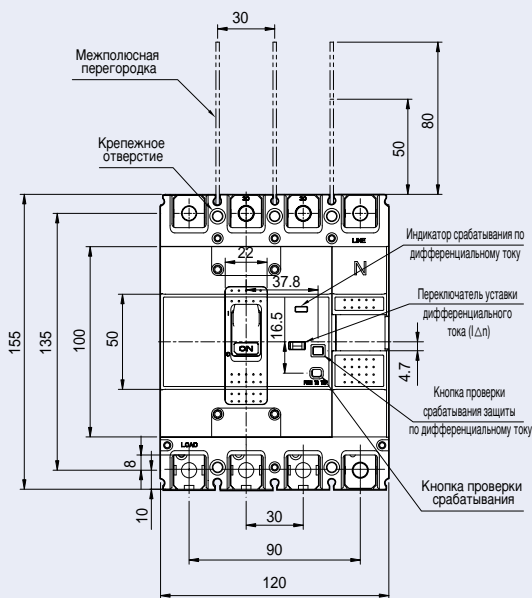 30
Межполюсная
перегородка
80
50
Крепежное
отверстие
LINE
Индикатор срабатывания по
дифференциальному току
N
22
37.8
Переключатель уставки
дифференциального
тока (I△n)
16.5
ON
155
135
100
50
4.7
Кнопка проверки
срабатывания защиты
по дифференциальному току
LOAD
8
10
Кнопка проверки
срабатывания
30
90
120